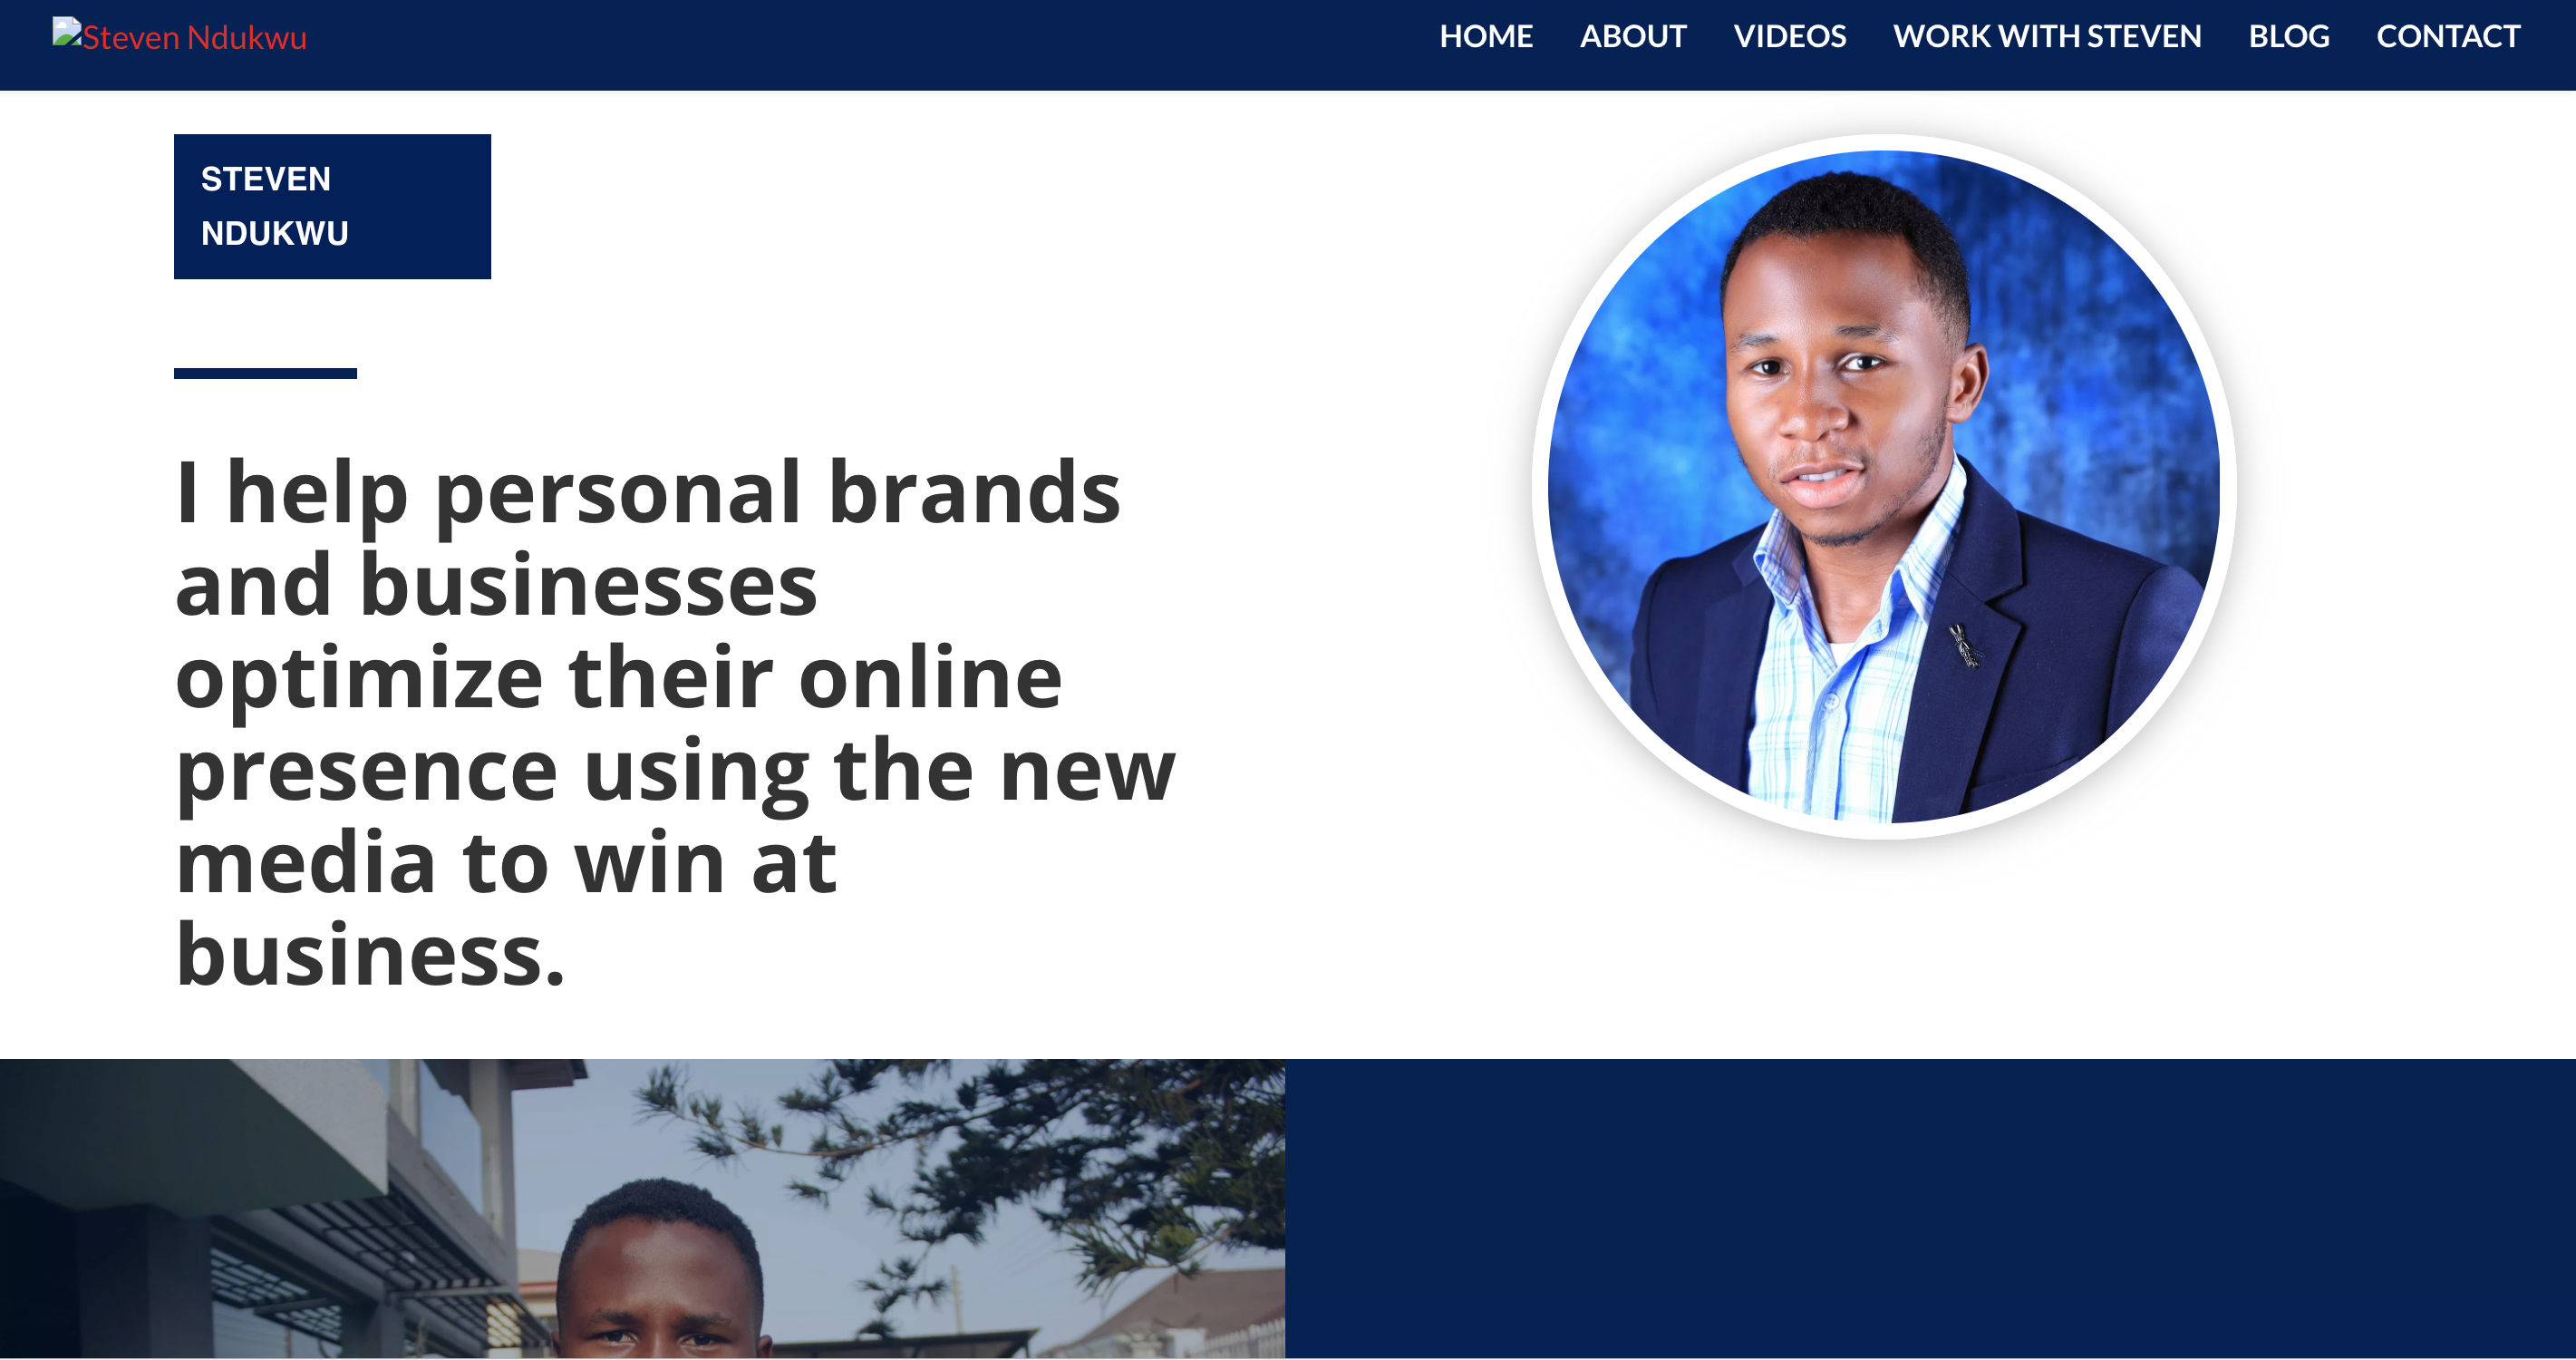 Steven Ndukwu
HOME ABOUT VIDEOS WORK WITH STEVEN BLOG CONTACT
STEVEN
NDUKWU
I help personal brands
and businesses
optimize their online
presence using the new
media to win at
business.